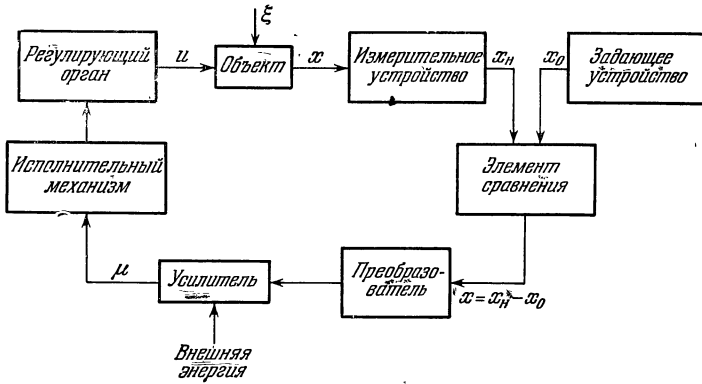 ξ
Регулирующий
орган
и
Объект
x
Измерительное
устройство
xн
x₀
Задающее
устройство
Исполнительный
механизм
Элемент
сравнения
μ
Усилитель
Преобразо-
ватель
x = xн - x₀
Внешняя
энергия